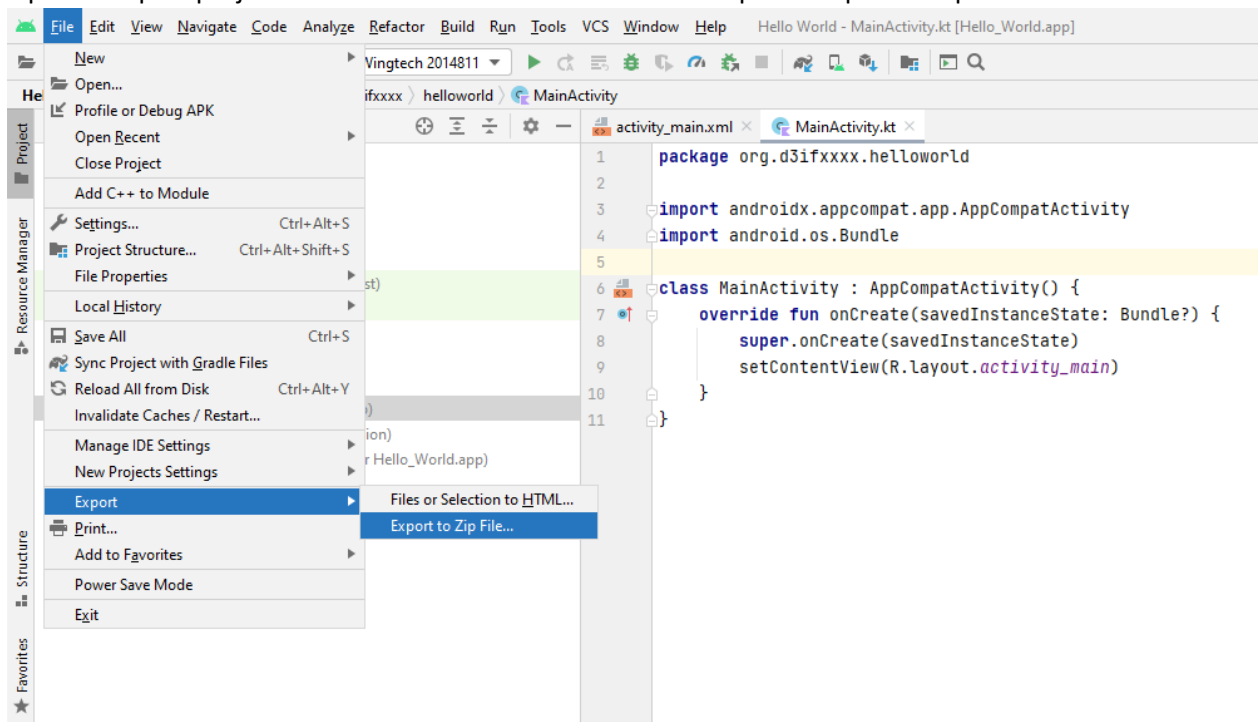 File Edit View Navigate Code Analyze Refactor Build Run Tools VCS Window Help Hello World - MainActivity.kt [Hello_World.app]
Wingtech 2014811
ifxxxx helloworld MainActivity
activity_main.xml MainActivity.kt
New
Open...
Profile or Debug APK
Open Recent
Close Project
Add C++ to Module
Settings... Ctrl+Alt+S
Project Structure... Ctrl+Alt+Shift+S
File Properties
Local History
Save All Ctrl+S
Sync Project with Gradle Files
Reload All from Disk Ctrl+Alt+Y
Invalidate Caches / Restart...
Manage IDE Settings
New Projects Settings
Export
Print...
Add to Favorites
Power Save Mode
Exit
Files or Selection to HTML...
Export to Zip File...
He
st)
)
ion)
r Hello_World.app)
Project
Resource Manager
Structure
Favorites
1 package org.d3ifxxxx.helloworld
2
3 import androidx.appcompat.app.AppCompatActivity
4 import android.os.Bundle
5
6 class MainActivity : AppCompatActivity() {
7 override fun onCreate(savedInstanceState: Bundle?) {
8 super.onCreate(savedInstanceState)
9 setContentView(R.layout.activity_main)
10 }
11 }